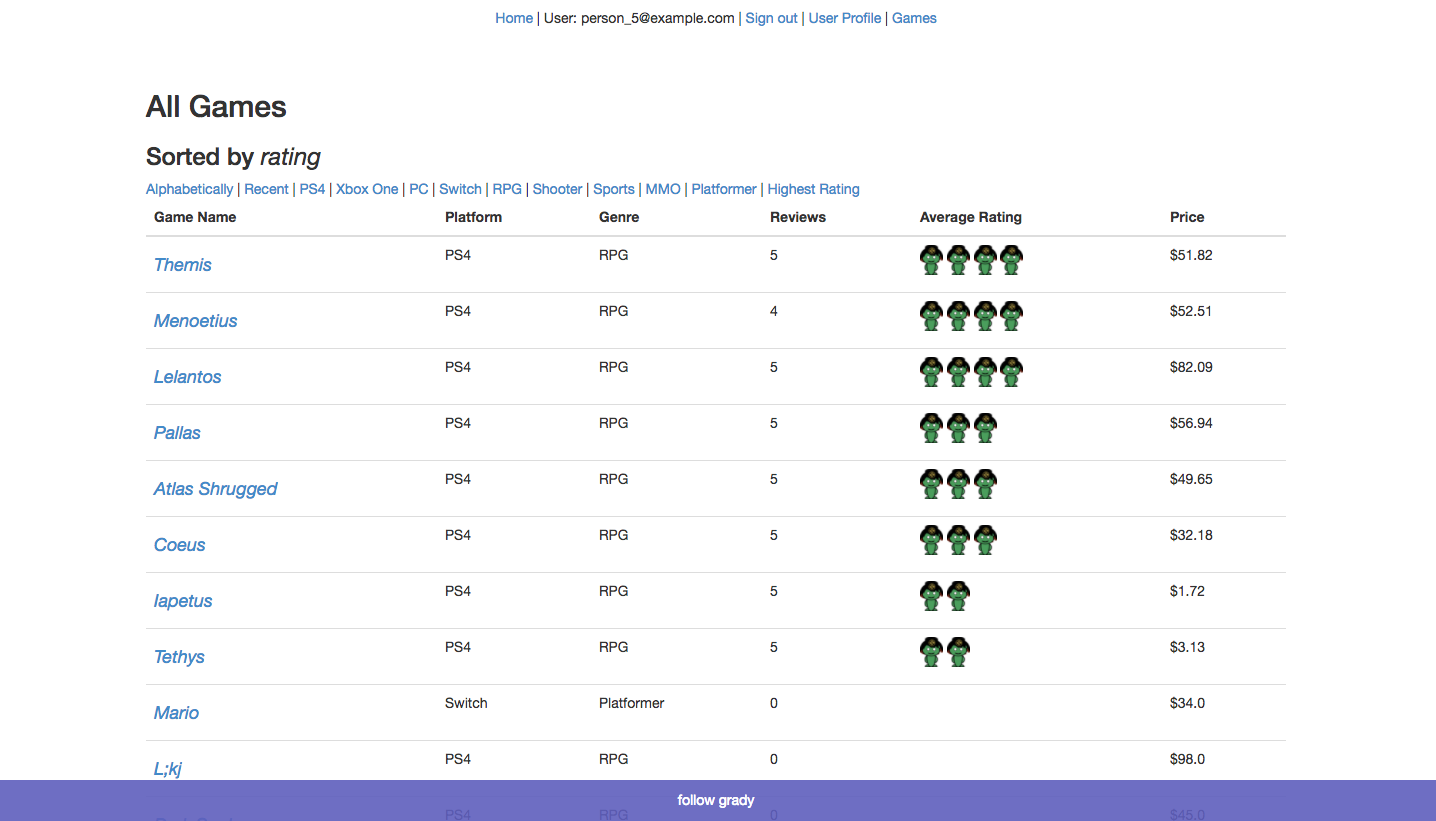 Home | User: person_5@example.com | Sign out | User Profile | Games
All Games
Sorted by rating
Alphabetically | Recent | PS4 | Xbox One | PC | Switch | RPG | Shooter | Sports | MMO | Platformer | Highest Rating
Game Name Platform Genre Reviews Average Rating Price
Themis PS4 RPG 5 $51.82
Menoetius PS4 RPG 4 $52.51
Lelantos PS4 RPG 5 $82.09
Pallas PS4 RPG 5 $56.94
Atlas Shrugged PS4 RPG 5 $49.65
Coeus PS4 RPG 5 $32.18
Iapetus PS4 RPG 5 $1.72
Tethys PS4 RPG 5 $3.13
Mario Switch Platformer 0 $34.0
L;kj PS4 RPG 0 $98.0
follow grady
PS4 RPG 0 $45.0